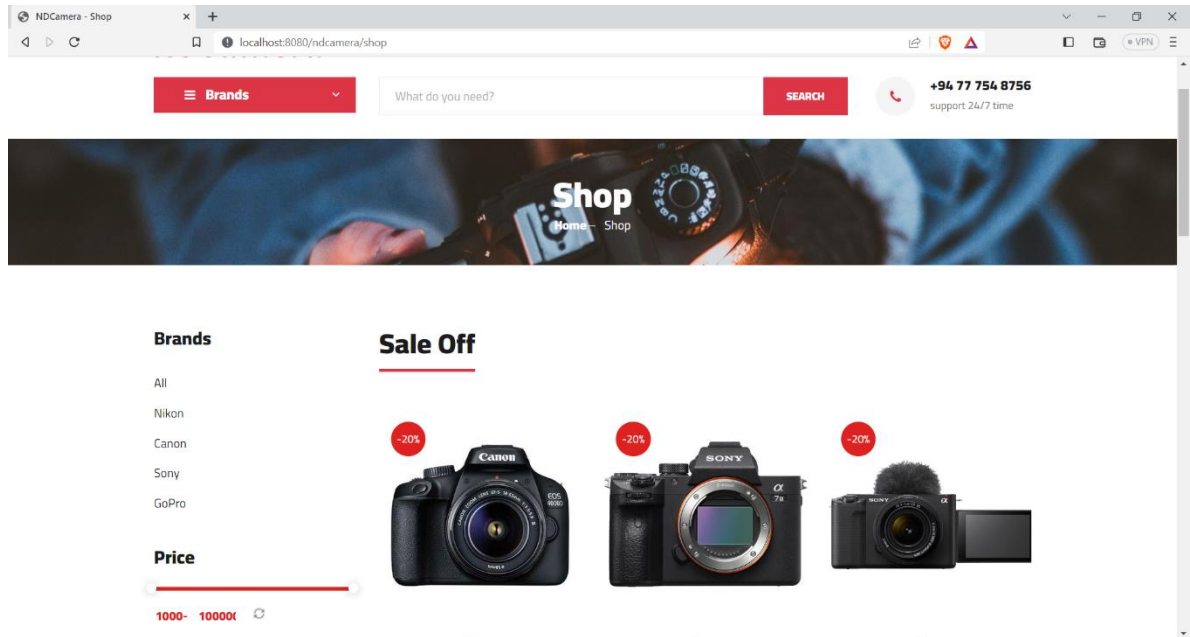 NDCamera - Shop
localhost:8080/ndcamera/shop
VPN
Brands
What do you need?
SEARCH
+94 77 754 8756
support 24/7 time
Shop
Home – Shop
Brands
All
Nikon
Canon
Sony
GoPro
Price
1000- 10000
Sale Off
-20%
Canon
EOS
4000D
-20%
SONY
α
7II
-20%
SONY
α